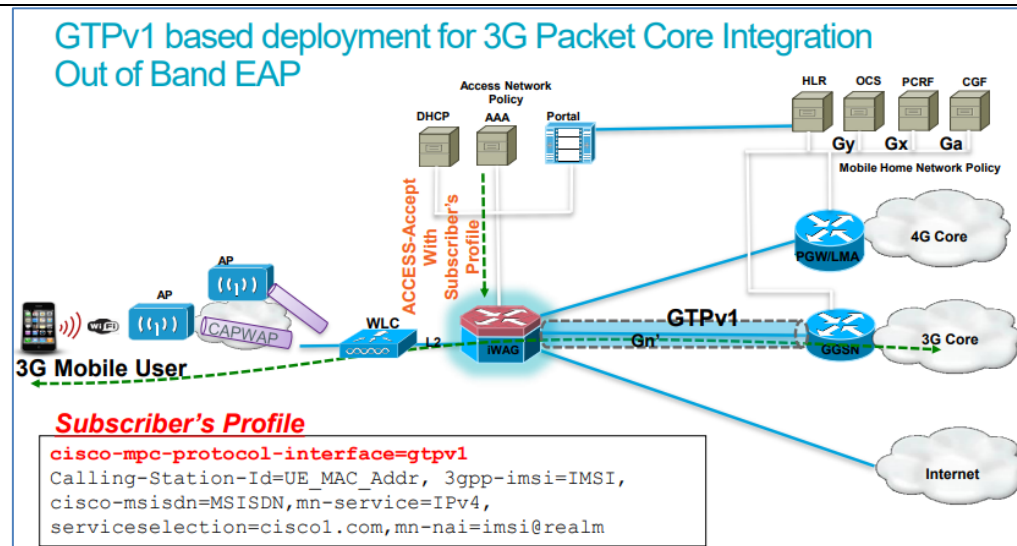 GTPv1 based deployment for 3G Packet Core Integration
Out of Band EAP
Access Network
Policy
DHCP
AAA
Portal
HLR
OCS
PCRF
CGF
Gy
Gx
Ga
Mobile Home Network Policy
ACCESS-Accept
With
Subscriber's
Profile
4G Core
PGW/LMA
AP
AP
WiFi
CAPWAP
WLC
L2
iWAG
GTPv1
Gn'
GGSN
3G Core
3G Mobile User
Internet
Subscriber's Profile
cisco-mpc-protocol-interface=gtpv1
Calling-Station-Id=UE_MAC_Addr, 3gpp-imsi=IMSI,
cisco-msisdn=MSISDN,mn-service=IPv4,
serviceselection=cisco1.com,mn-nai=imsi@realm